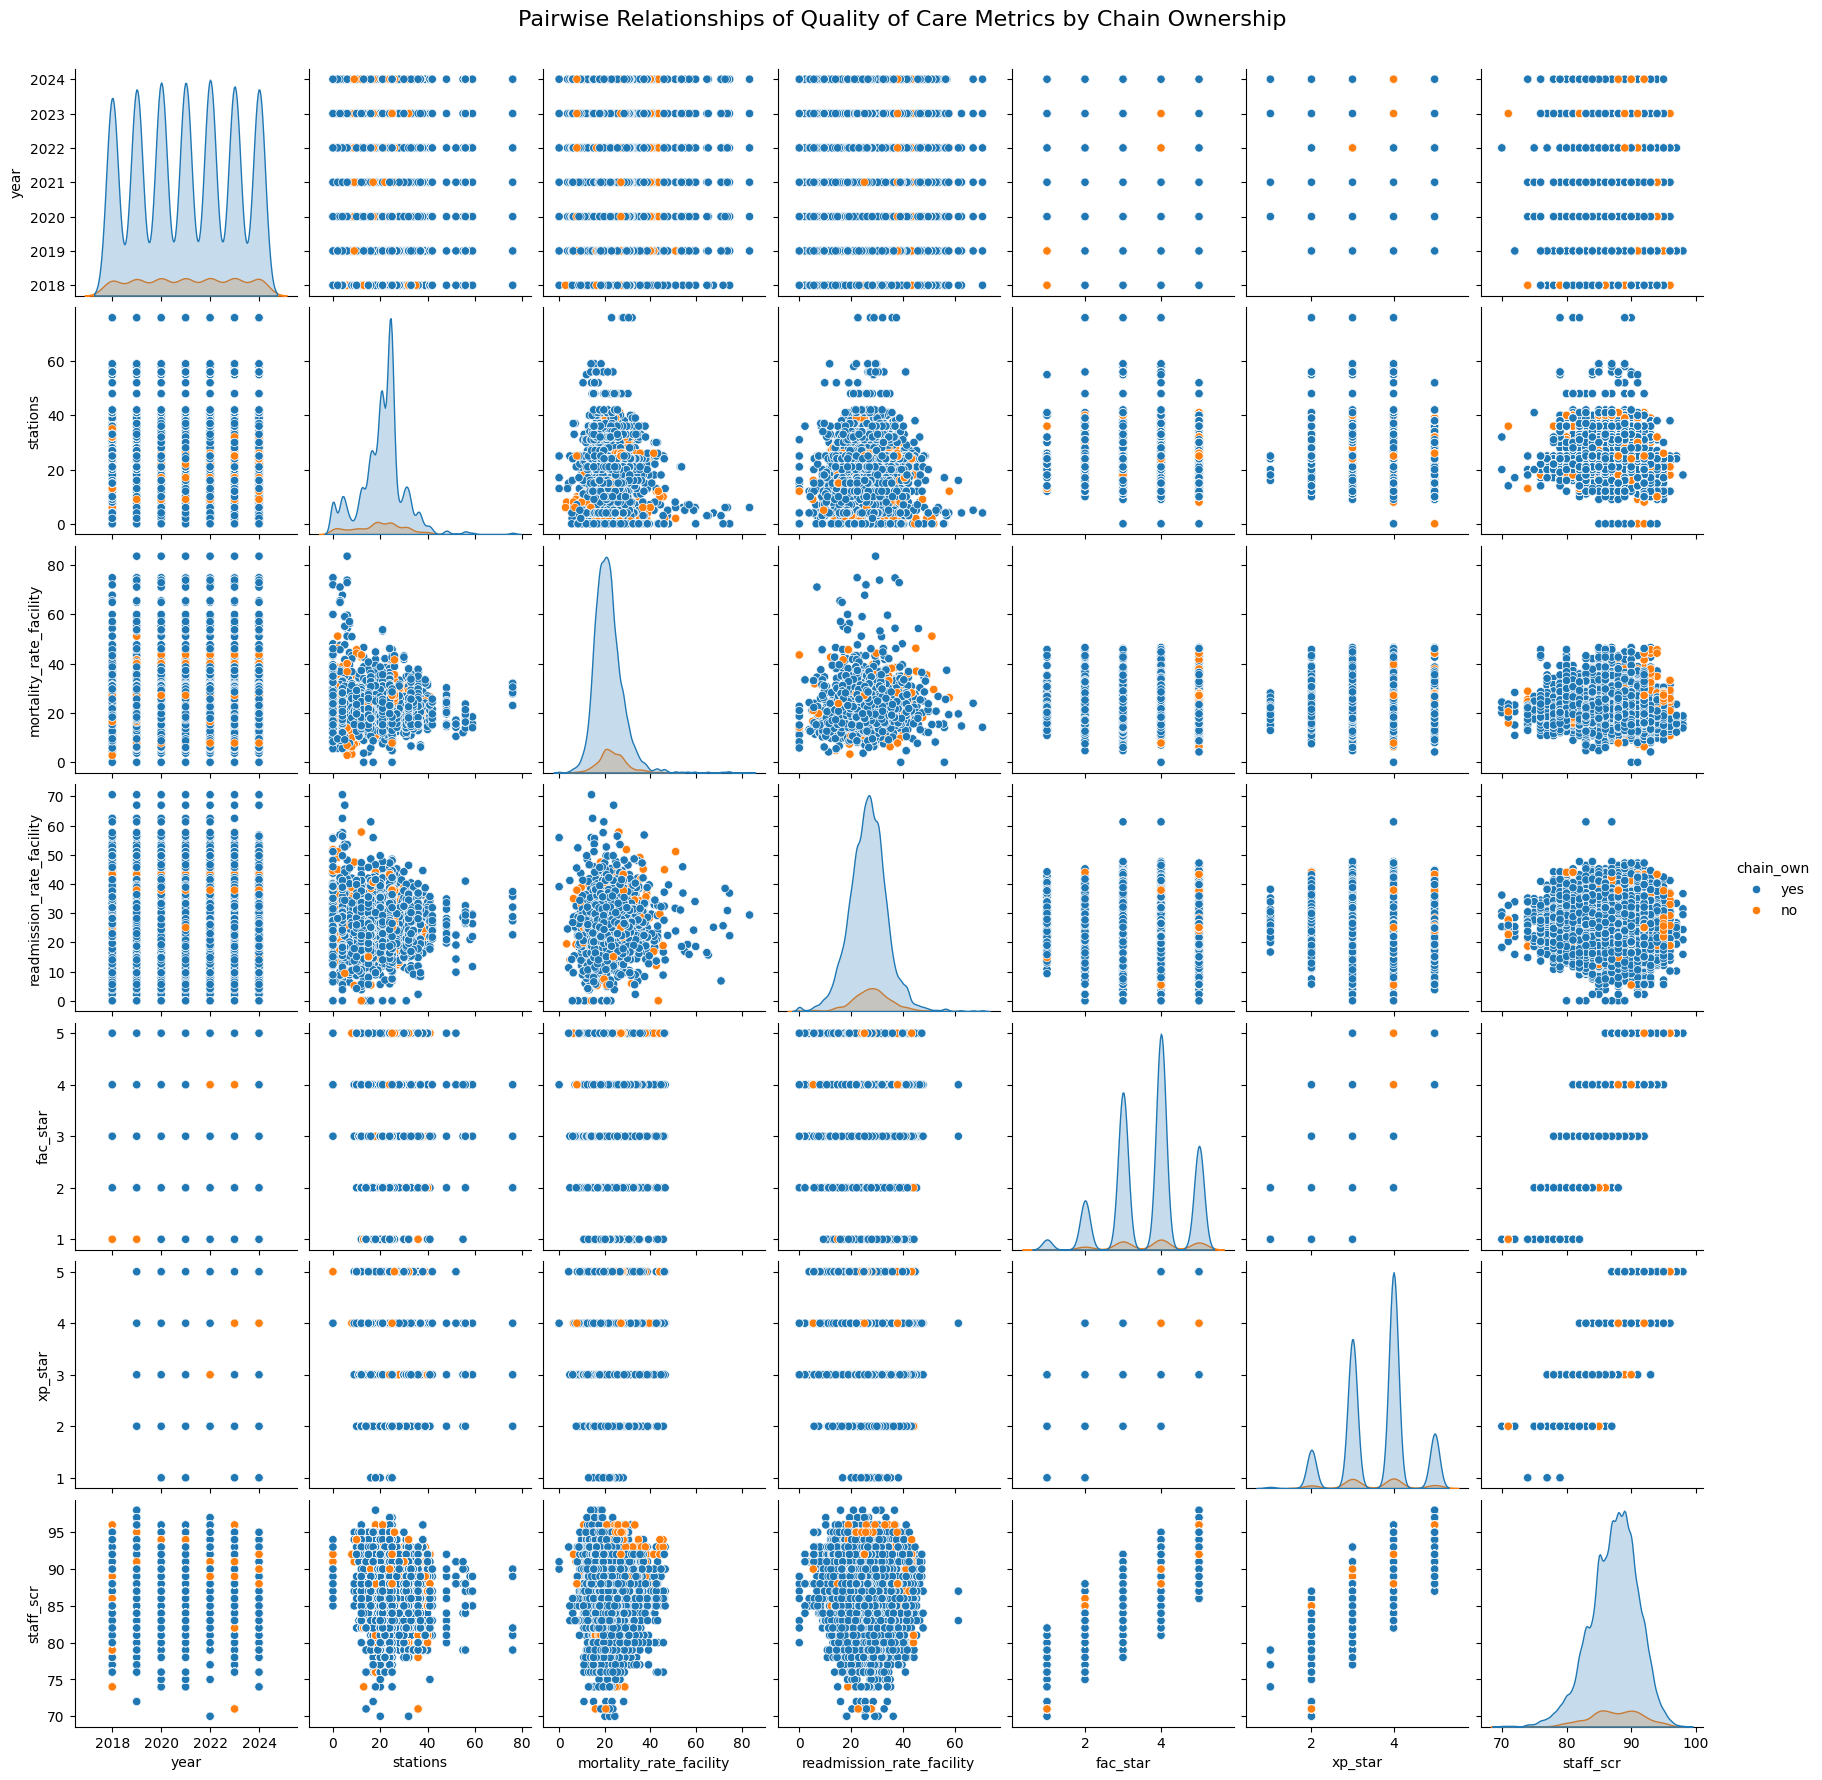 Pairwise Relationships of Quality of Care Metrics by Chain Ownership
2024
2023
2022
2021
2020
2019
2018
year
60
40
20
0
stations
80
60
40
20
0
mortality_rate_facility
70
60
50
40
30
20
10
0
readmission_rate_facility
5
4
3
2
1
fac_star
5
4
3
2
1
xp_star
95
90
85
80
75
70
staff_scr
2018 2020 2022 2024
year
0 20 40 60 80
stations
0 20 40 60 80
mortality_rate_facility
0 20 40 60
readmission_rate_facility
2 4
fac_star
2 4
xp_star
70 80 90 100
staff_scr
chain_own
yes
no